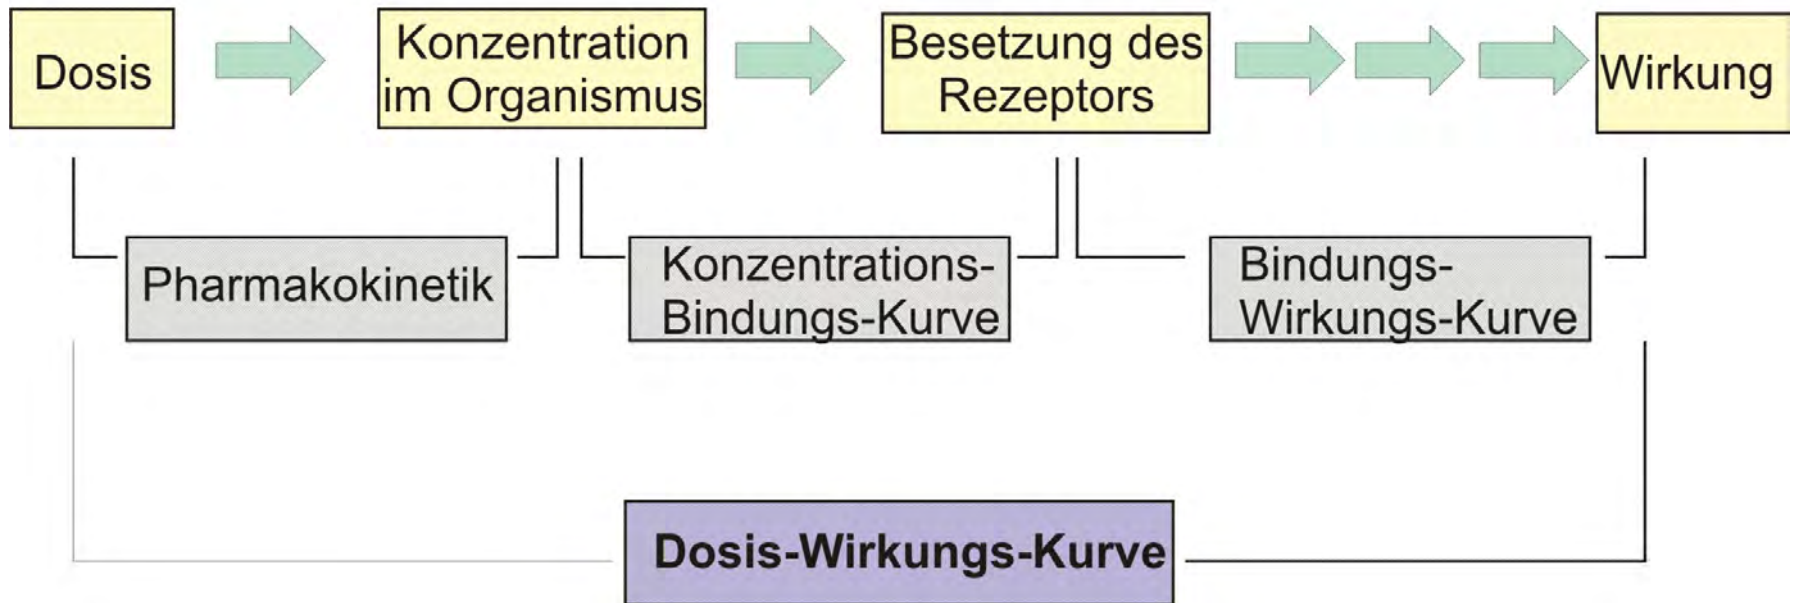 Dosis
Konzentration
im Organismus
Besetzung des
Rezeptors
Wirkung
Pharmakokinetik
Konzentrations-
Bindungs-Kurve
Bindungs-
Wirkungs-Kurve
Dosis-Wirkungs-Kurve